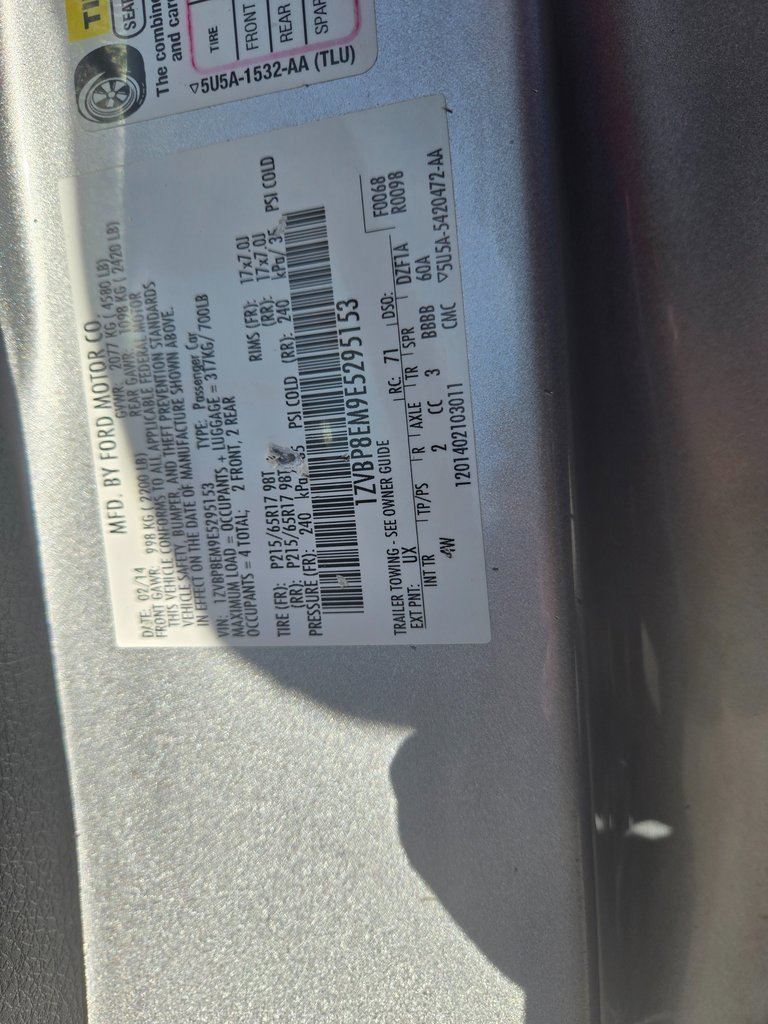 TI
SEA
The combine
and car
TIRE
FRONT
REAR
SPAR
▽5U5A-1532-AA (TLU)
MFD. BY FORD MOTOR CO.
DATE: 02/14 GVWR: 2077 KG ( 4580 LB)
FRONT GAWR: 998 KG ( 2200 LB) REAR GAWR: 1098 KG ( 2420 LB)
THIS VEHICLE CONFORMS TO ALL APPLICABLE FEDERAL MOTOR
VEHICLE SAFETY, BUMPER, AND THEFT PREVENTION STANDARDS
IN EFFECT ON THE DATE OF MANUFACTURE SHOWN ABOVE.
VIN: 1ZVBP8EM9E5295153 TYPE: Passenger Car
MAXIMUM LOAD = OCCUPANTS + LUGGAGE = 317KG/ 700LB
OCCUPANTS = 4 TOTAL; 2 FRONT, 2 REAR
TIRE (FR): P215/65R17 98T RIMS (FR): 17x7.0J
(RR): P215/65R17 98T (RR): 17x7.0J
PRESSURE (FR): 240 kPa/ 35 PSI COLD (RR): 240 kPa/ 35 PSI COLD
1ZVBP8EM9E5295153
F0068
R0098
TRAILER TOWING - SEE OWNER GUIDE
EXT PNT: UX RC: 71 DSO: DZF1A
INT TR TP/PS R AXLE TR SPR 60A
4W 2 CC 3 BBBB
CMC ▽5U5A-5420472-AA
1201402103011